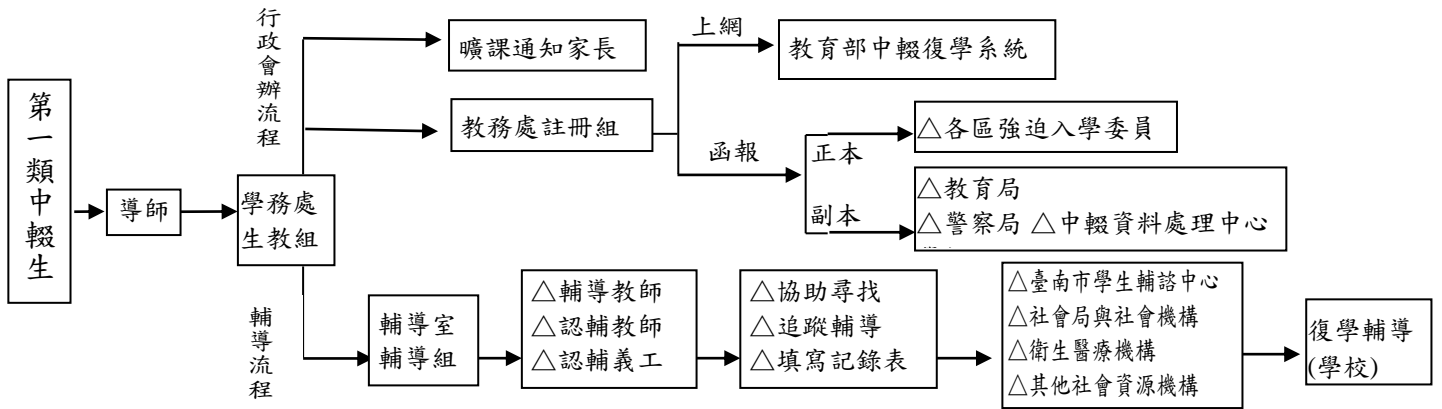 第一類中輟生
導師
學務處
生教組
行政會辦流程
曠課通知家長
教務處註冊組
上網
教育部中輟復學系統
函報
正本
△各區強迫入學委員
副本
△教育局
△警察局 △中輟資料處理中心
輔導流程
輔導室
輔導組
△輔導教師
△認輔教師
△認輔義工
△協助尋找
△追蹤輔導
△填寫記錄表
△臺南市學生輔諮中心
△社會局與社會機構
△衛生醫療機構
△其他社會資源機構
復學輔導
(學校)